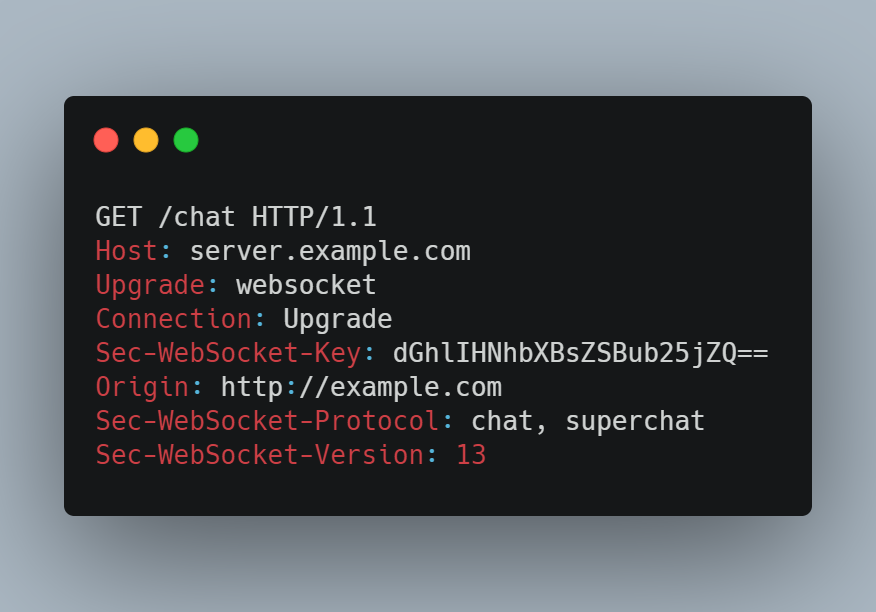 GET /chat HTTP/1.1
Host: server.example.com
Upgrade: websocket
Connection: Upgrade
Sec-WebSocket-Key: dGhlIHNhbXBsZSBub25jZQ==
Origin: http://example.com
Sec-WebSocket-Protocol: chat, superchat
Sec-WebSocket-Version: 13